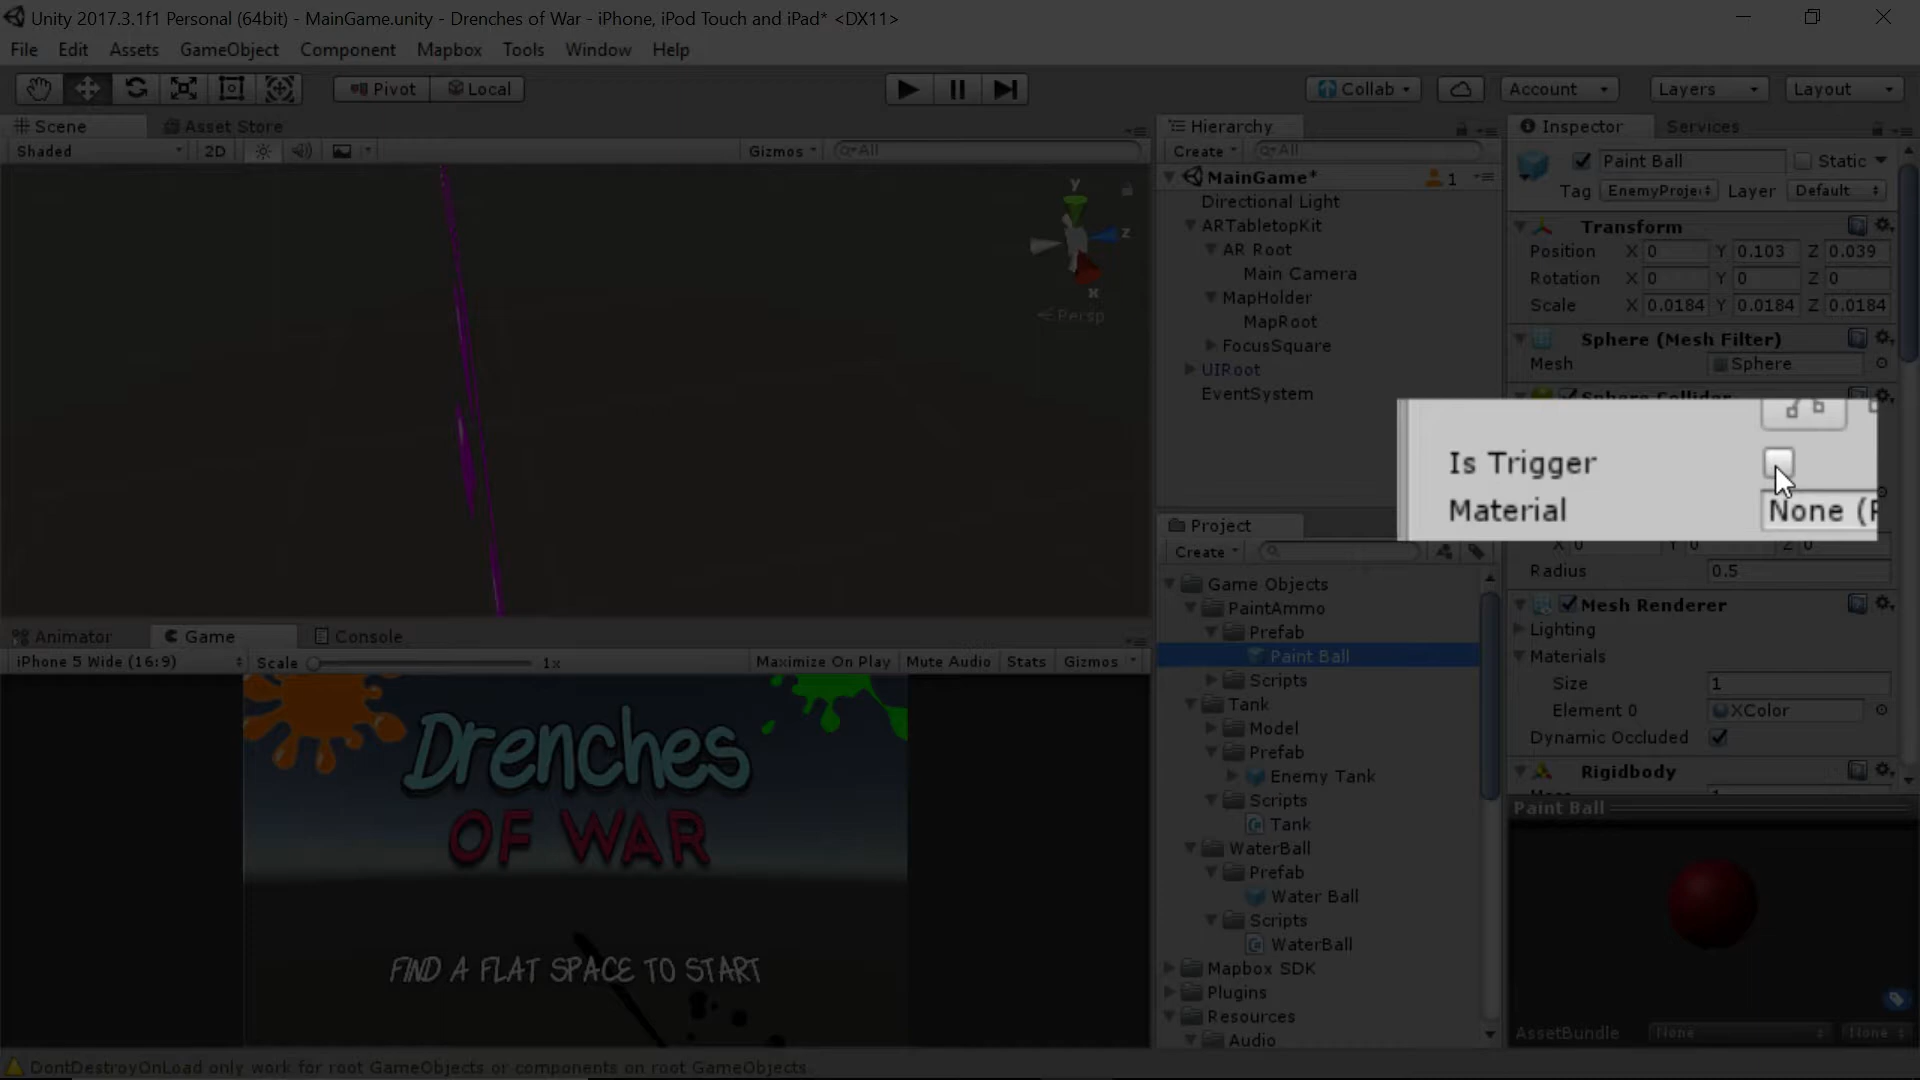 Unity 2017.3.1f1 Personal (64bit) - MainGame.unity - Drenches of War - iPhone, iPod Touch and iPad* <DX11>
File Edit Assets GameObject Component Mapbox Tools Window Help
Pivot Local Collab Account Layers Layout
Scene Asset Store
Shaded 2D Gizmos All
y
z
x
Persp
Hierarchy
Create All
MainGame* 1
Directional Light
ARTabletopKit
AR Root
Main Camera
MapHolder
MapRoot
FocusSquare
UIRoot
EventSystem
Inspector Services
Paint Ball Static
Tag EnemyProje Layer Default
Transform
Position X 0 Y 0.103 Z 0.039
Rotation X 0 Y 0 Z 0
Scale X 0.0184 Y 0.0184 Z 0.0184
Sphere (Mesh Filter)
Mesh Sphere
Sphere Collider
Is Trigger
Material None (P
X 0 Y 0 Z 0
Radius 0.5
Mesh Renderer
Lighting
Materials
Size 1
Element 0 XColor
Dynamic Occluded
Rigidbody
Mass 1
Paint Ball
AssetBundle None None
Project
Create
Game Objects
PaintAmmo
Prefab
Paint Ball
Scripts
Tank
Model
Prefab
Enemy Tank
Scripts
Tank
WaterBall
Prefab
Water Ball
Scripts
WaterBall
Mapbox SDK
Plugins
Resources
Audio
Animator Game Console
iPhone 5 Wide (16:9) Scale 1x Maximize On Play Mute Audio Stats Gizmos
Drenches
OF WAR
FIND A FLAT SPACE TO START
DontDestroyOnLoad only work for root GameObjects or components on root GameObjects.